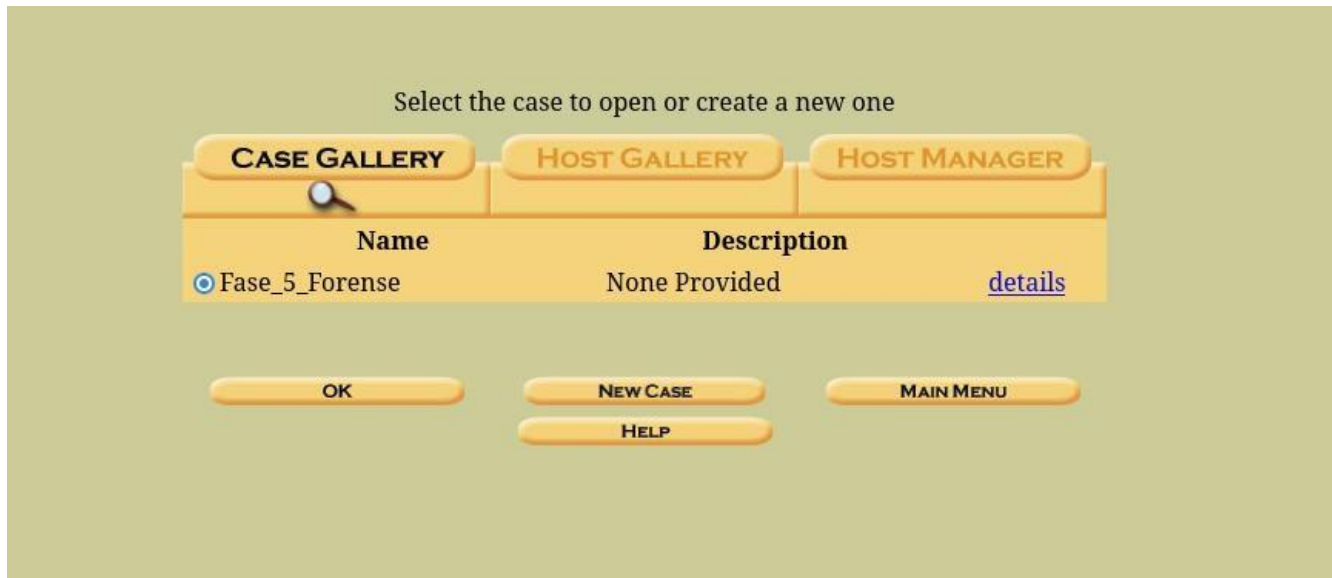 Select the case to open or create a new one
CASE GALLERY HOST GALLERY HOST MANAGER
Name Description
Fase_5_Forense None Provided details
OK NEW CASE MAIN MENU
HELP